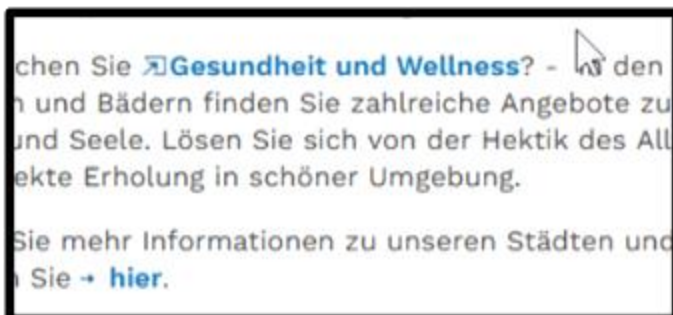 chen Sie Gesundheit und Wellness? - In den
n und Bädern finden Sie zahlreiche Angebote zu
und Seele. Lösen Sie sich von der Hektik des All
ekte Erholung in schöner Umgebung.
Sie mehr Informationen zu unseren Städten und
n Sie → hier.